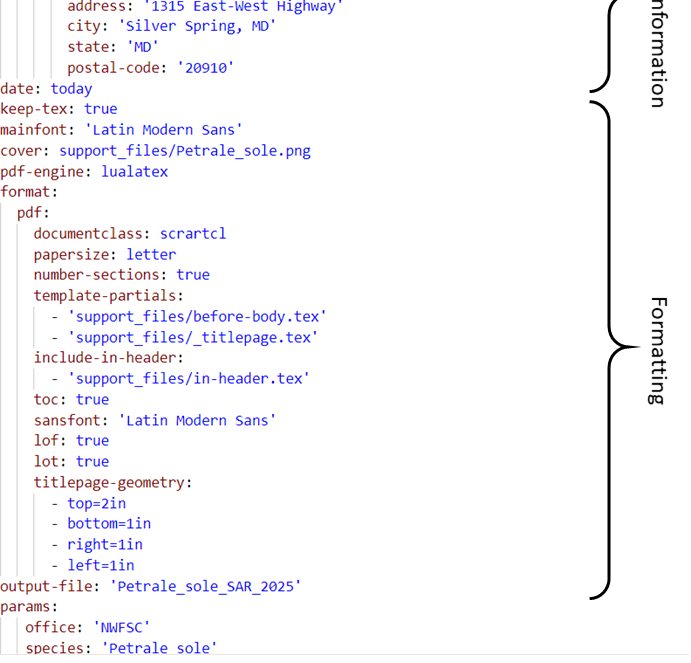 address: '1315 East-West Highway'
city: 'Silver Spring, MD'
state: 'MD'
postal-code: '20910'
date: today
keep-tex: true
mainfont: 'Latin Modern Sans'
cover: support_files/Petrale_sole.png
pdf-engine: lualatex
format:
pdf:
documentclass: scrartcl
papersize: letter
number-sections: true
template-partials:
- 'support_files/before-body.tex'
- 'support_files/_titlepage.tex'
include-in-header:
- 'support_files/in-header.tex'
toc: true
sansfont: 'Latin Modern Sans'
lof: true
lot: true
titlepage-geometry:
- top=2in
- bottom=1in
- right=1in
- left=1in
output-file: 'Petrale_sole_SAR_2025'
params:
office: 'NWFSC'
species: 'Petrale sole'
nformation
Formatting